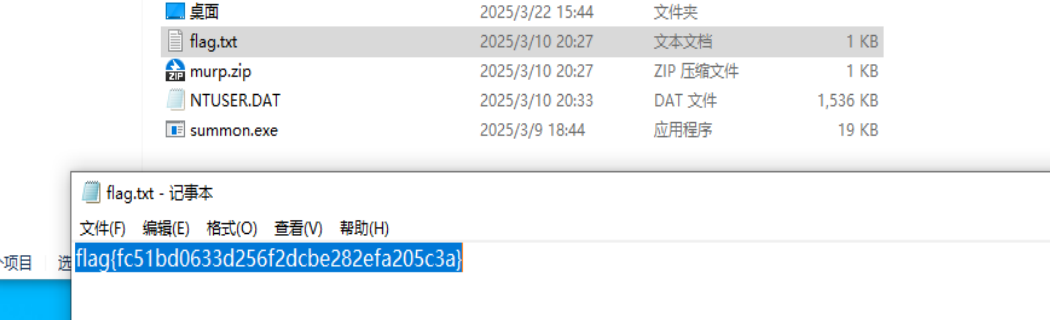 桌面 2025/3/22 15:44 文件夹
flag.txt 2025/3/10 20:27 文本文档 1 KB
murp.zip 2025/3/10 20:27 ZIP 压缩文件 1 KB
NTUSER.DAT 2025/3/10 20:33 DAT 文件 1,536 KB
summon.exe 2025/3/9 18:44 应用程序 19 KB
flag.txt - 记事本
文件(F) 编辑(E) 格式(O) 查看(V) 帮助(H)
个项目 选
flag{fc51bd0633d256f2dcbe282efa205c3a}